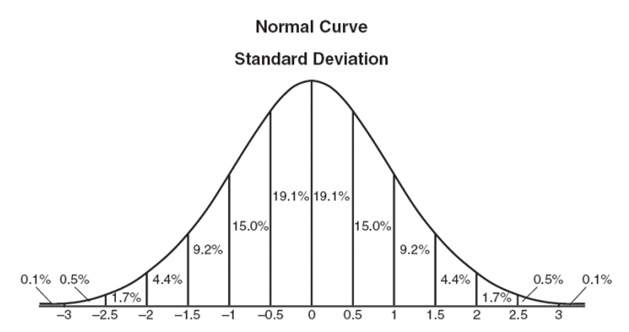 Normal Curve
Standard Deviation
19.1% 19.1%
15.0% 15.0%
9.2% 9.2%
0.1% 0.5% 4.4% 4.4% 0.5% 0.1%
1.7% 1.7%
−3 −2.5 −2 −1.5 −1 −0.5 0 0.5 1 1.5 2 2.5 3